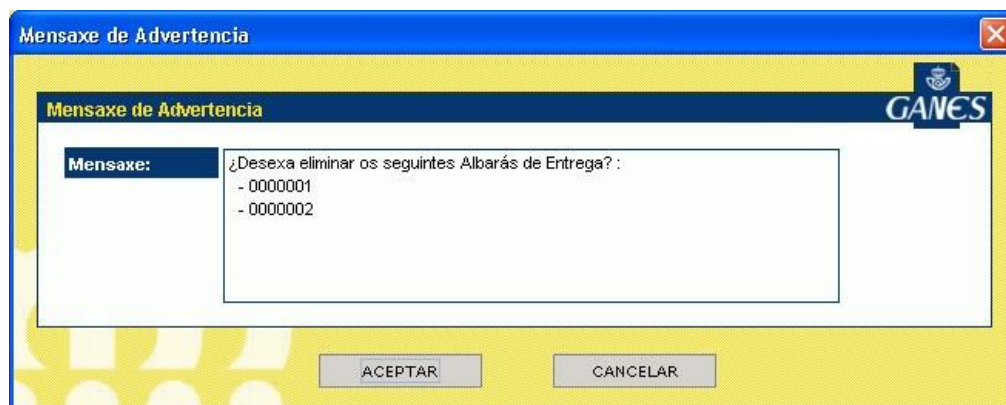 Mensaxe de Advertencia
GANES
Mensaxe de Advertencia
Mensaxe:
¿Desexa eliminar os seguintes Albarás de Entrega? :
- 0000001
- 0000002
ACEPTAR
CANCELAR